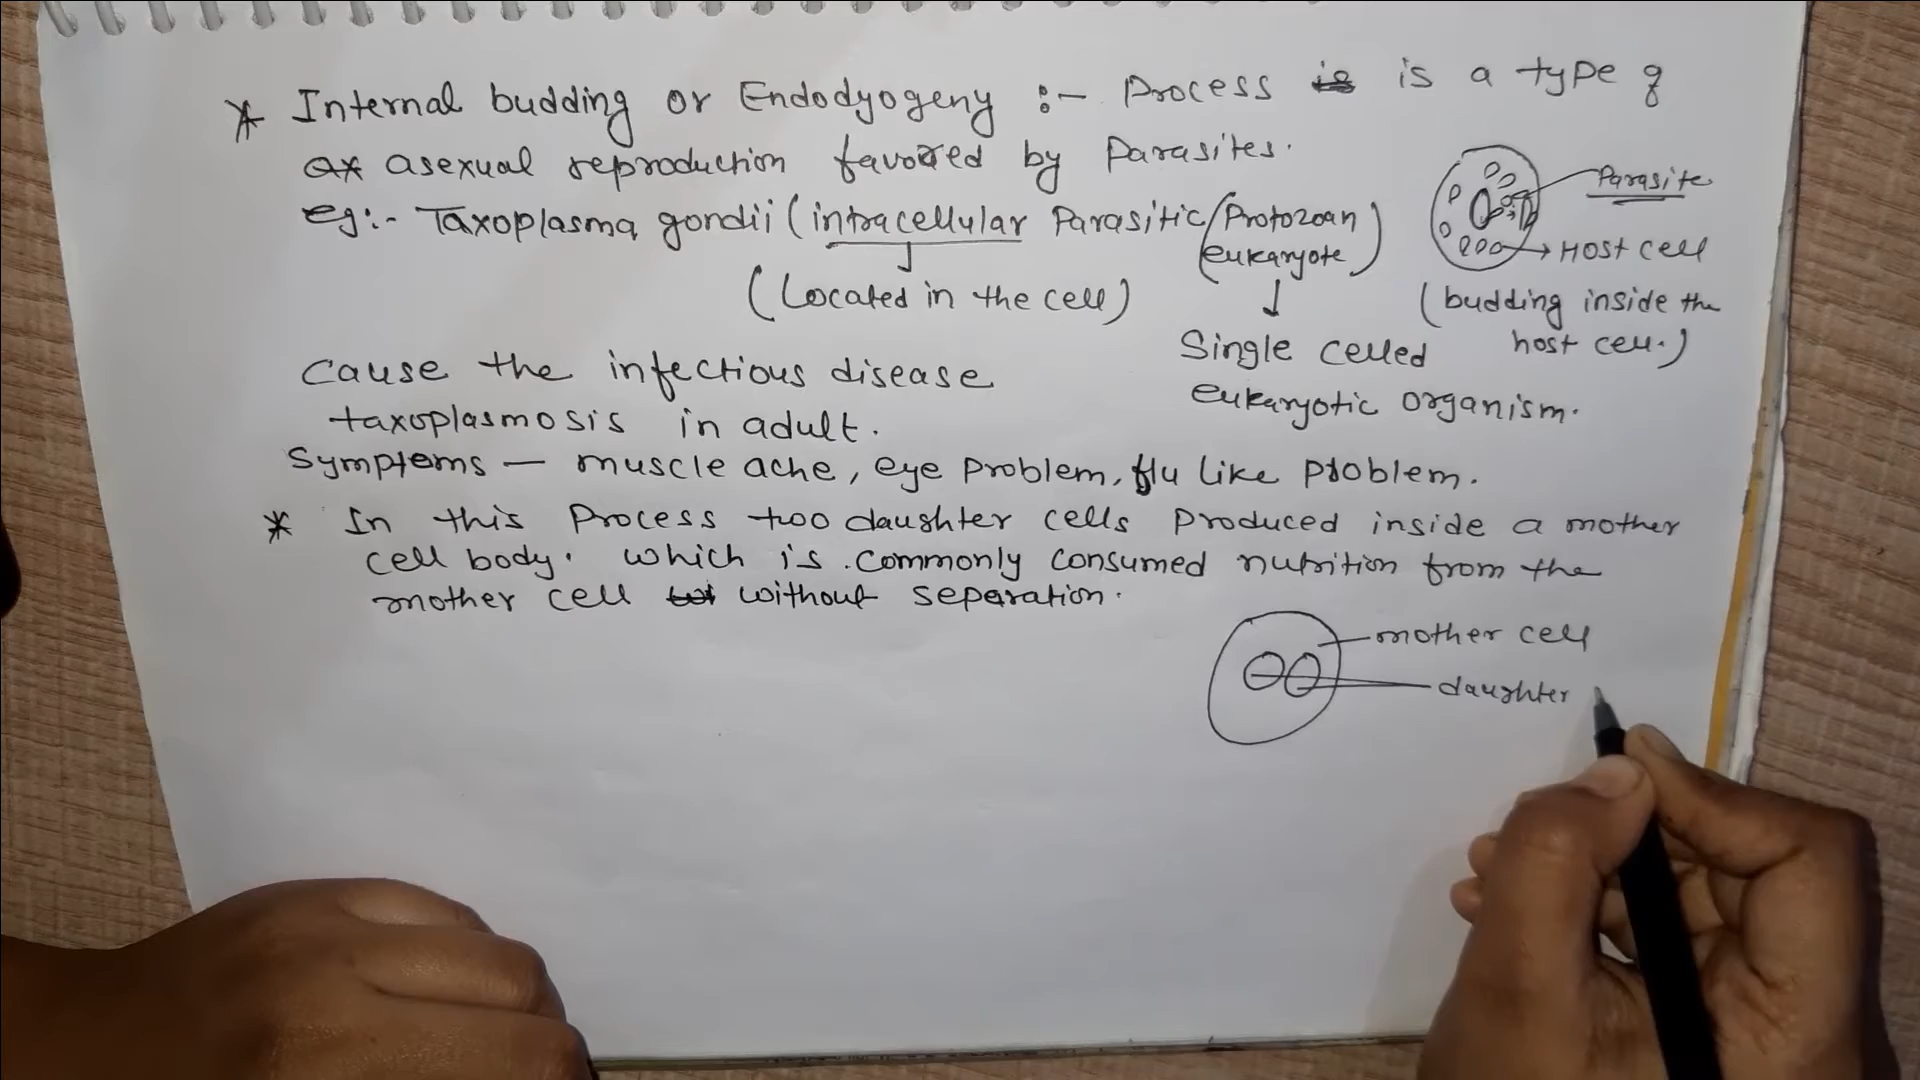 * Internal budding or Endodyogeny :- Process is is a type of
asexual reproduction favored by Parasites.
eg:- Taxoplasma gondii (intracellular Parasitic/Protozoan
eukaryote)
(Located in the cell)
Single celled
eukaryotic organism.
Parasite
Host cell
(budding inside the
host cell.)
cause the infectious disease
taxoplasmosis in adult.
Symptoms — muscle ache, eye problem, flu like problem.
* In this Process two daughter cells produced inside a mother
cell body. which is commonly consumed nutrition from the
mother cell without separation.
mother cell
daughter